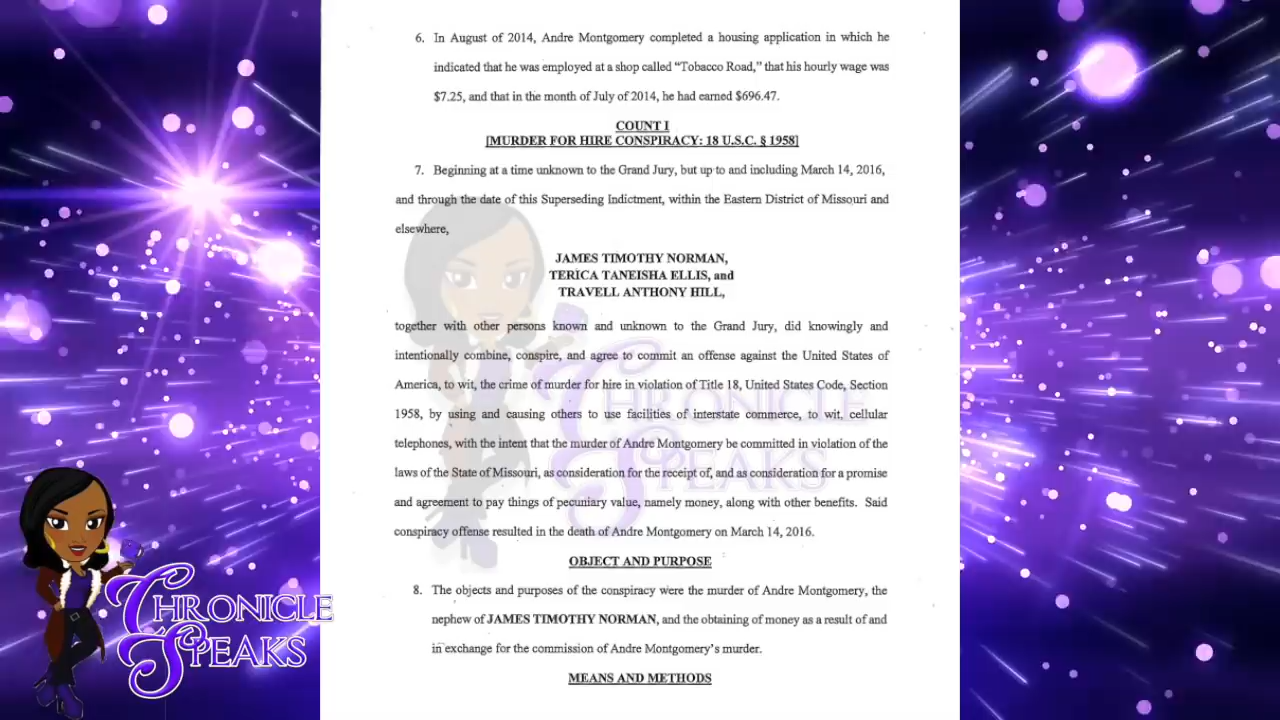 6. In August of 2014, Andre Montgomery completed a housing application in which he
indicated that he was employed at a shop called “Tobacco Road,” that his hourly wage was
$7.25, and that in the month of July of 2014, he had earned $696.47.
COUNT I
[MURDER FOR HIRE CONSPIRACY: 18 U.S.C. § 1958]
7. Beginning at a time unknown to the Grand Jury, but up to and including March 14, 2016,
and through the date of this Superseding Indictment, within the Eastern District of Missouri and
elsewhere,
JAMES TIMOTHY NORMAN,
TERICA TANEISHA ELLIS, and
TRAVELL ANTHONY HILL,
together with other persons known and unknown to the Grand Jury, did knowingly and
intentionally combine, conspire, and agree to commit an offense against the United States of
America, to wit, the crime of murder for hire in violation of Title 18, United States Code, Section
1958, by using and causing others to use facilities of interstate commerce, to wit, cellular
telephones, with the intent that the murder of Andre Montgomery be committed in violation of the
laws of the State of Missouri, as consideration for the receipt of, and as consideration for a promise
and agreement to pay things of pecuniary value, namely money, along with other benefits. Said
conspiracy offense resulted in the death of Andre Montgomery on March 14, 2016.
OBJECT AND PURPOSE
8. The objects and purposes of the conspiracy were the murder of Andre Montgomery, the
nephew of JAMES TIMOTHY NORMAN, and the obtaining of money as a result of and
in exchange for the commission of Andre Montgomery’s murder.
MEANS AND METHODS
CHRONICLE
SPEAKS
CHRONICLE
SPEAKS